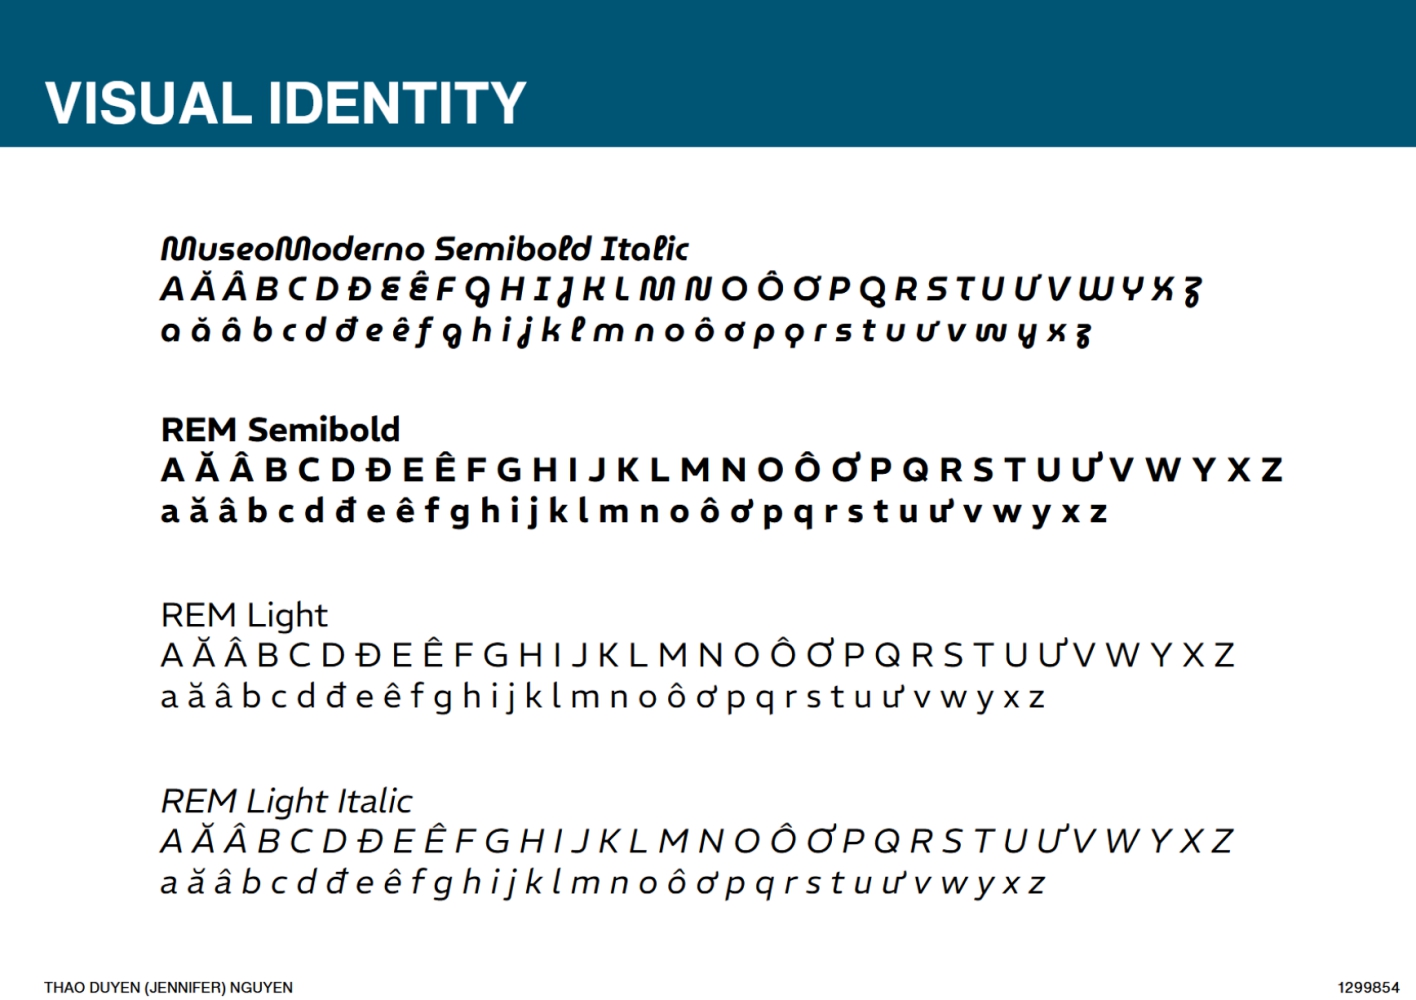 VISUAL IDENTITY
MuseoModerno Semibold Italic
A Ă Â B C D Đ E Ê F G H I J K L M N O Ô Ơ P Q R S T U Ư V W Y X Z
a ă â b c d đ e ê f g h i j k l m n o ô ơ p q r s t u ư v w y x z
REM Semibold
A Ă Â B C D Đ E Ê F G H I J K L M N O Ô Ơ P Q R S T U Ư V W Y X Z
a ă â b c d đ e ê f g h i j k l m n o ô ơ p q r s t u ư v w y x z
REM Light
A Ă Â B C D Đ E Ê F G H I J K L M N O Ô Ơ P Q R S T U Ư V W Y X Z
a ă â b c d đ e ê f g h i j k l m n o ô ơ p q r s t u ư v w y x z
REM Light Italic
A Ă Â B C D Đ E Ê F G H I J K L M N O Ô Ơ P Q R S T U Ư V W Y X Z
a ă â b c d đ e ê f g h i j k l m n o ô ơ p q r s t u ư v w y x z
THAO DUYEN (JENNIFER) NGUYEN
1299854